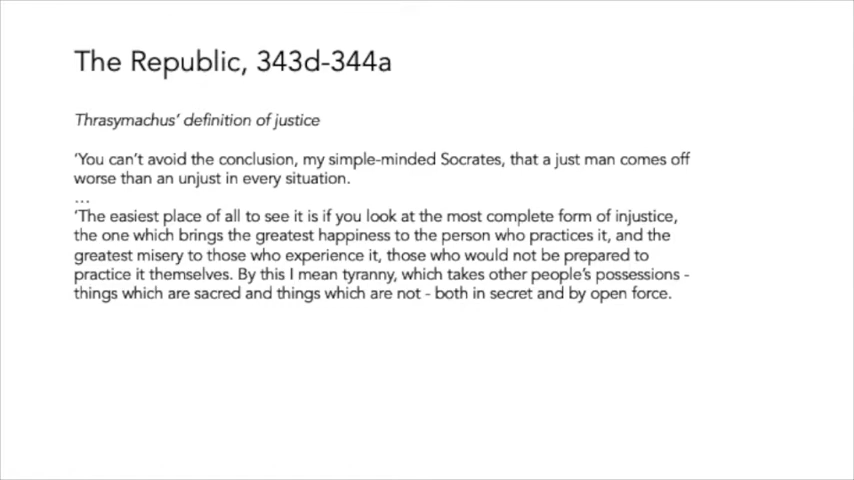 The Republic, 343d-344a
Thrasymachus’ definition of justice
‘You can’t avoid the conclusion, my simple-minded Socrates, that a just man comes off
worse than an unjust in every situation.
…
‘The easiest place of all to see it is if you look at the most complete form of injustice,
the one which brings the greatest happiness to the person who practices it, and the
greatest misery to those who experience it, those who would not be prepared to
practice it themselves. By this I mean tyranny, which takes other people’s possessions -
things which are sacred and things which are not - both in secret and by open force.